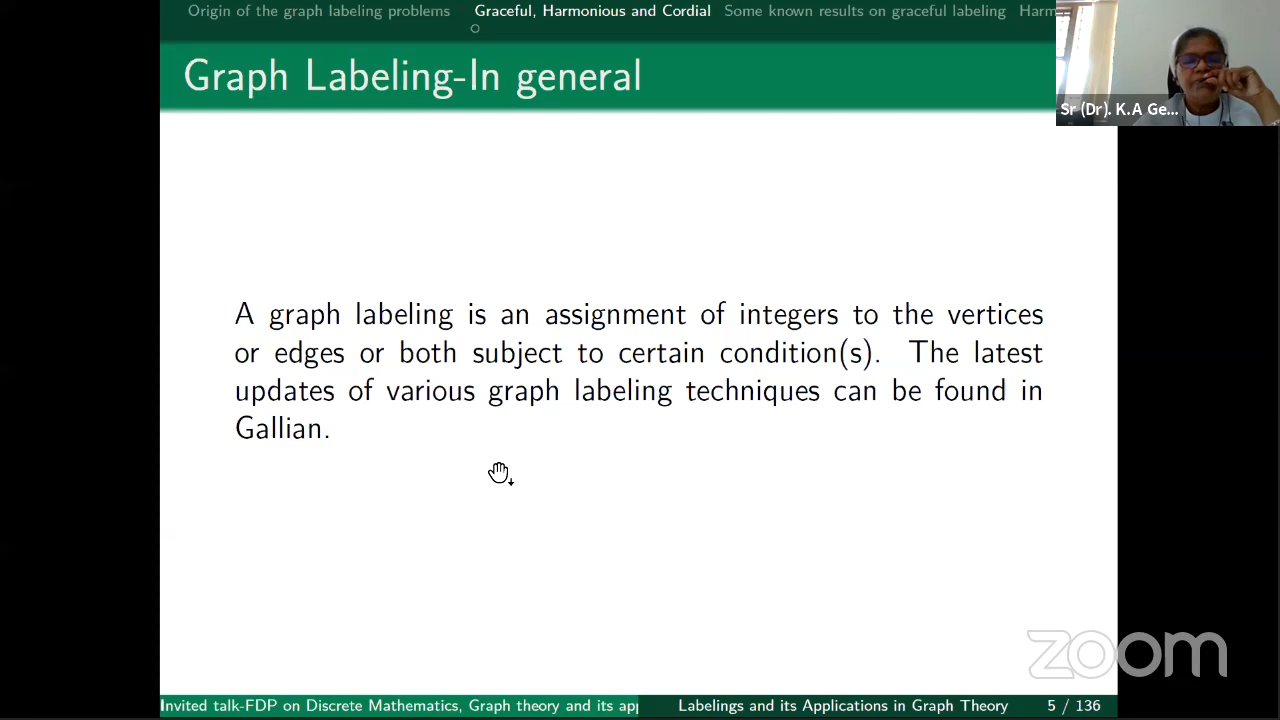 Origin of the graph labeling problems Graceful, Harmonious and Cordial Some known results on graceful labeling Harm
Graph Labeling-In general
Sr (Dr). K.A Ge...
A graph labeling is an assignment of integers to the vertices
or edges or both subject to certain condition(s). The latest
updates of various graph labeling techniques can be found in
Gallian.
zoom
Invited talk-FDP on Discrete Mathematics, Graph theory and its app Labelings and its Applications in Graph Theory 5 / 136